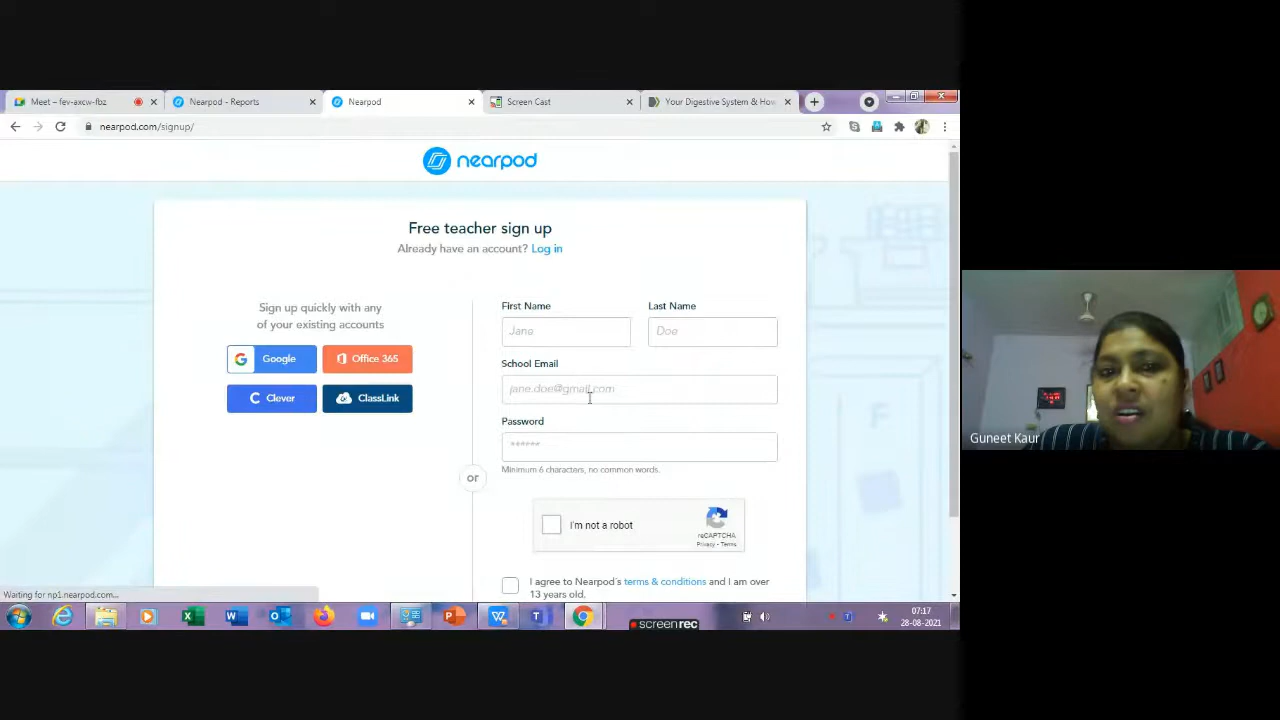 Meet – fev-axcw-fbz
Nearpod - Reports
Nearpod
Screen Cast
Your Digestive System & How
nearpod.com/signup/
nearpod
Free teacher sign up
Already have an account? Log in
Sign up quickly with any
of your existing accounts
Google
Office 365
Clever
ClassLink
or
First Name
Last Name
Jane
Doe
School Email
jane.doe@gmail.com
Password
******
Minimum 6 characters, no common words.
I'm not a robot
reCAPTCHA
Privacy - Terms
I agree to Nearpod's terms & conditions and I am over
13 years old.
Waiting for np1.nearpod.com...
screenrec
07:17
28-08-2021
Guneet Kaur